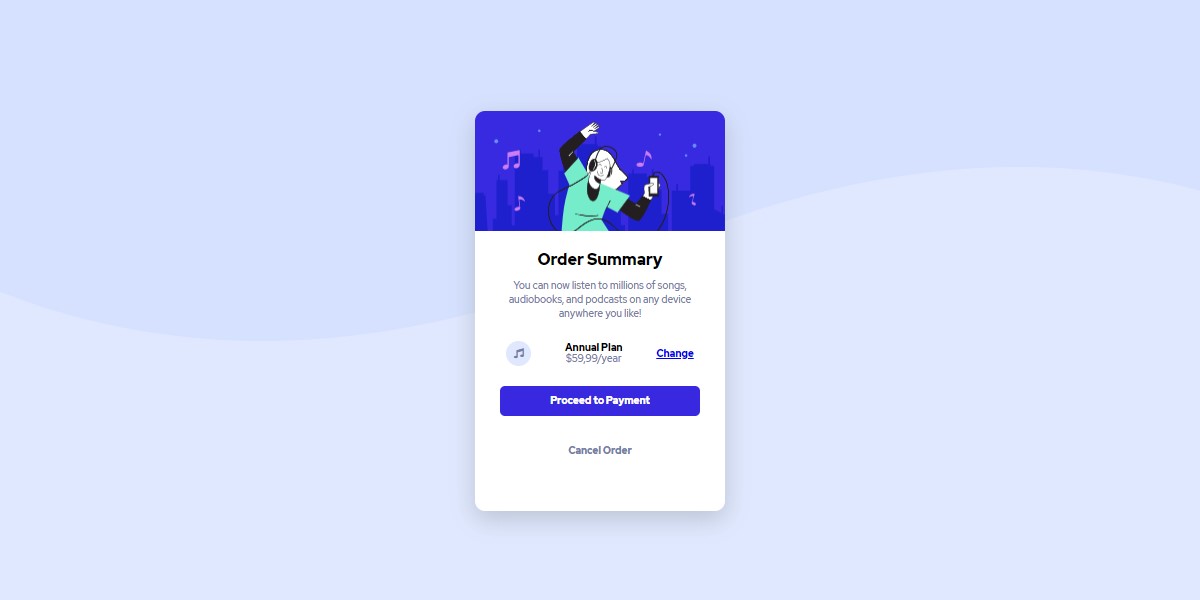 Order Summary
You can now listen to millions of songs,
audiobooks, and podcasts on any device
anywhere you like!
Annual Plan
$59,99/year
Change
Proceed to Payment
Cancel Order